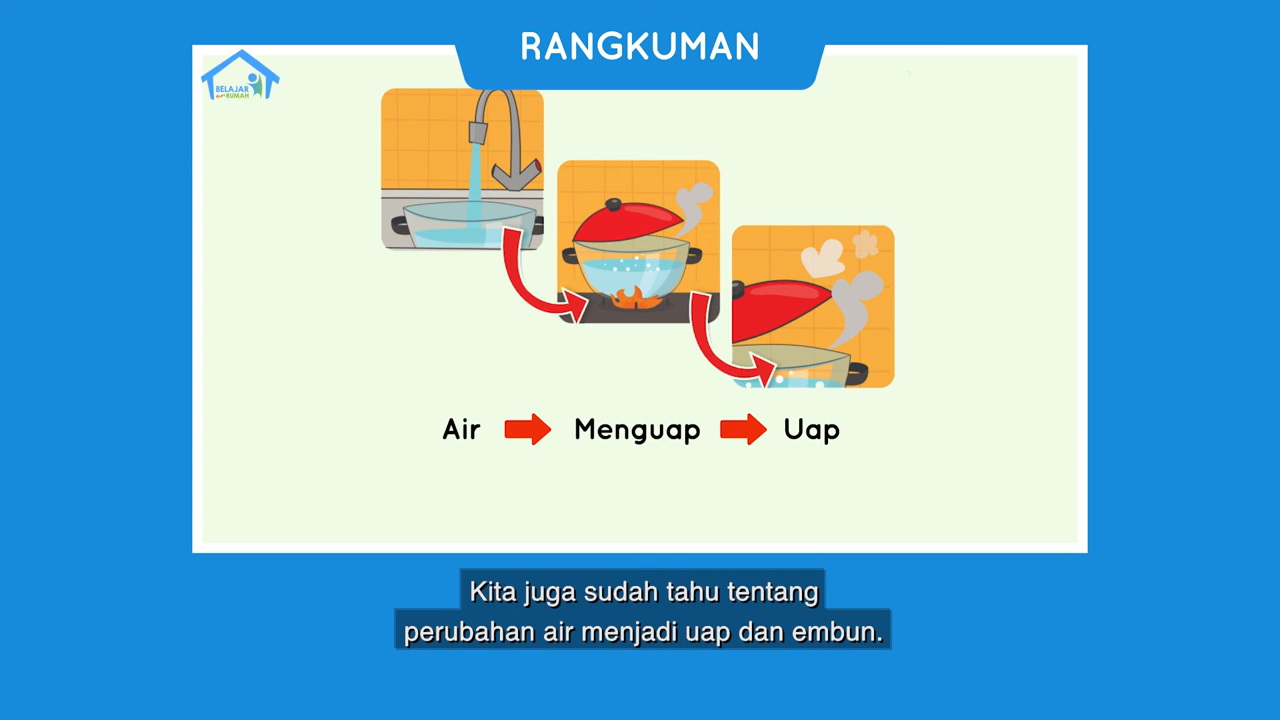 RANGKUMAN
BELAJAR
RUMAH
Air
Menguap
Uap
Kita juga sudah tahu tentang
perubahan air menjadi uap dan embun.